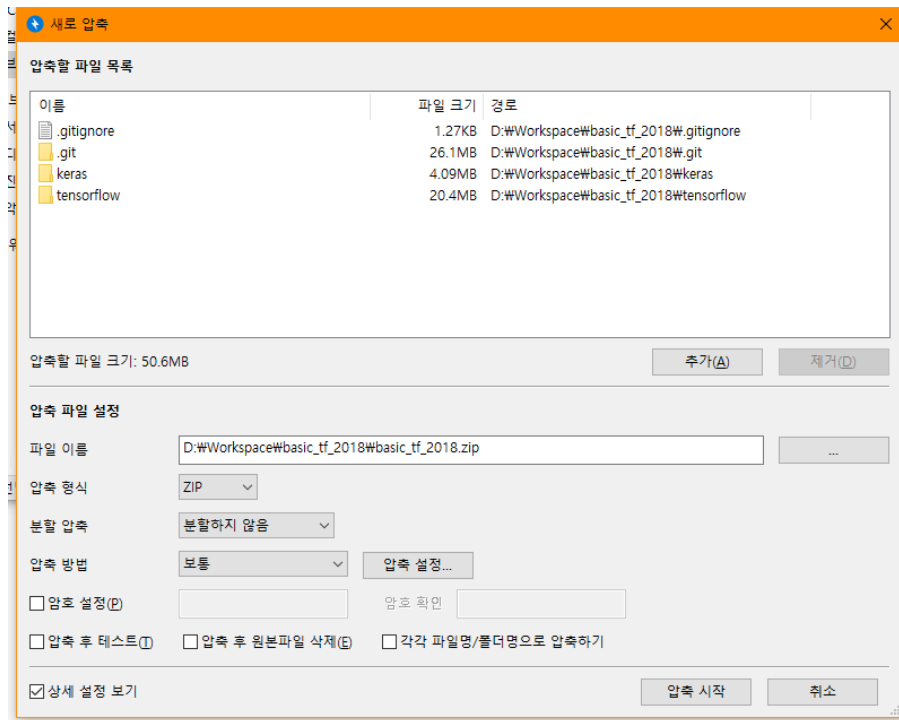 새로 압축
압축할 파일 목록
이름 파일 크기 경로
.gitignore 1.27KB D:₩Workspace₩basic_tf_2018₩.gitignore
.git 26.1MB D:₩Workspace₩basic_tf_2018₩.git
keras 4.09MB D:₩Workspace₩basic_tf_2018₩keras
tensorflow 20.4MB D:₩Workspace₩basic_tf_2018₩tensorflow
압축할 파일 크기: 50.6MB 추가(A) 제거(D)
압축 파일 설정
파일 이름 D:₩Workspace₩basic_tf_2018₩basic_tf_2018.zip ...
압축 형식 ZIP
분할 압축 분할하지 않음
압축 방법 보통 압축 설정...
암호 설정(P) 암호 확인
압축 후 테스트(T) 압축 후 원본파일 삭제(E) 각각 파일명/폴더명으로 압축하기
상세 설정 보기 압축 시작 취소